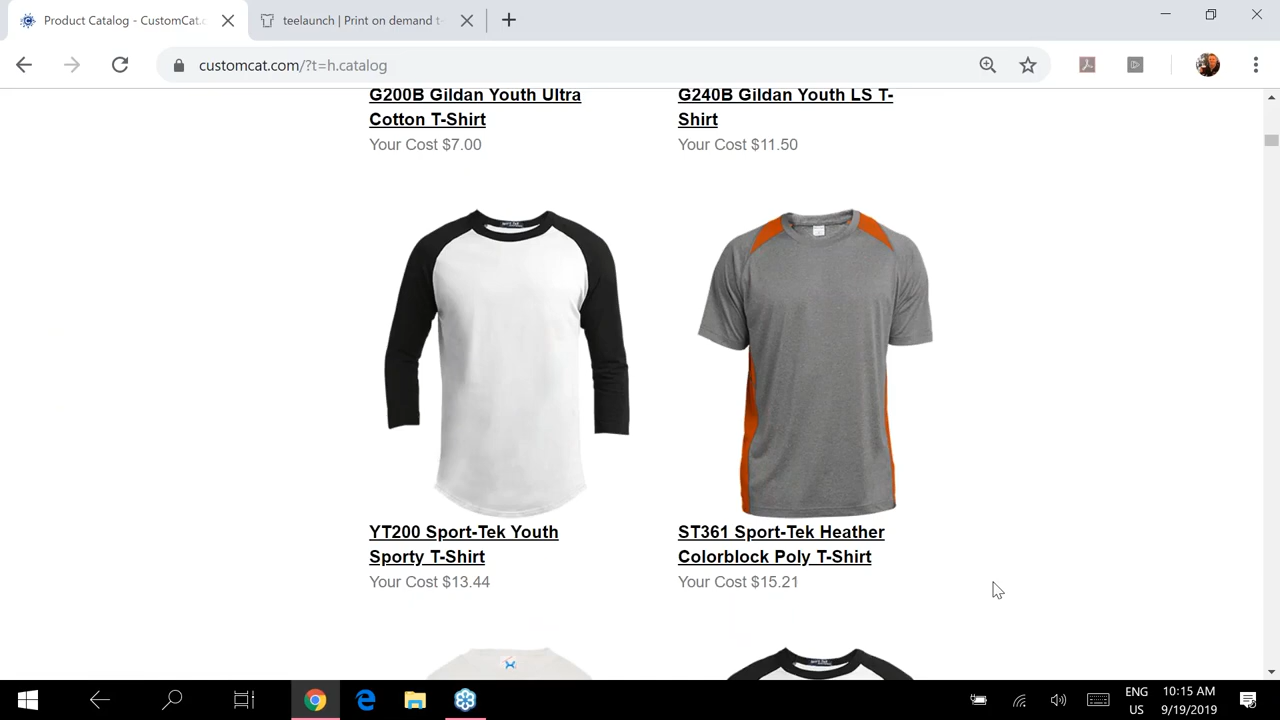 Product Catalog - CustomCat.c
teelaunch | Print on demand t-
customcat.com/?t=h.catalog
G200B Gildan Youth Ultra
Cotton T-Shirt
Your Cost $7.00
G240B Gildan Youth LS T-
Shirt
Your Cost $11.50
YT200 Sport-Tek Youth
Sporty T-Shirt
Your Cost $13.44
ST361 Sport-Tek Heather
Colorblock Poly T-Shirt
Your Cost $15.21
ENG
US
10:15 AM
9/19/2019